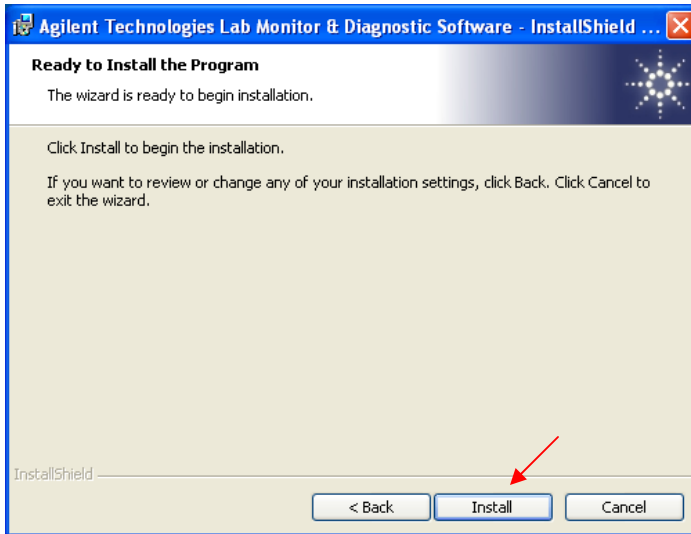 Agilent Technologies Lab Monitor & Diagnostic Software - InstallShield ...
Ready to Install the Program
The wizard is ready to begin installation.
Click Install to begin the installation.
If you want to review or change any of your installation settings, click Back. Click Cancel to
exit the wizard.
InstallShield
< Back Install Cancel